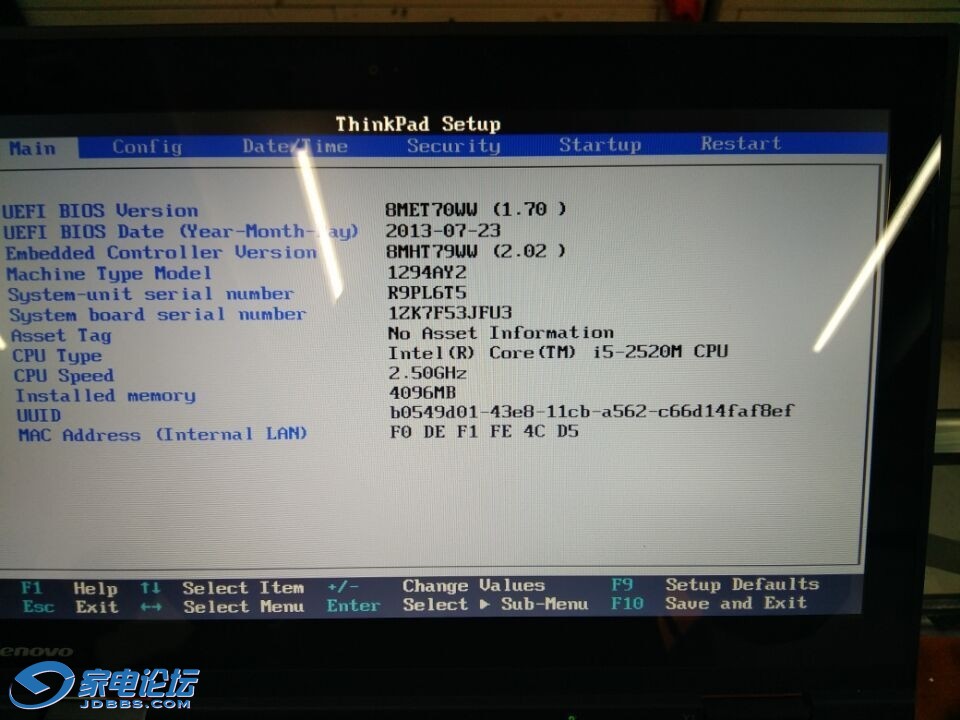 ThinkPad Setup
Main Config Date/Time Security Startup Restart
UEFI BIOS Version 8MET70WW (1.70 )
UEFI BIOS Date (Year-Month-Day) 2013-07-23
Embedded Controller Version 8MHT79WW (2.02 )
Machine Type Model 1294AY2
System-unit serial number R9PL6T5
System board serial number 1ZK7F53JFU3
Asset Tag No Asset Information
CPU Type Intel(R) Core(TM) i5-2520M CPU
CPU Speed 2.50GHz
Installed memory 4096MB
UUID b0549d01-43e8-11cb-a562-c66d14faf8ef
MAC Address (Internal LAN) F0 DE F1 FE 4C D5
F1 Help ↑↓ Select Item +/- Change Values F9 Setup Defaults
Esc Exit ←→ Select Menu Enter Select ▶ Sub-Menu F10 Save and Exit
enovo
家电论坛
JDBBS.COM